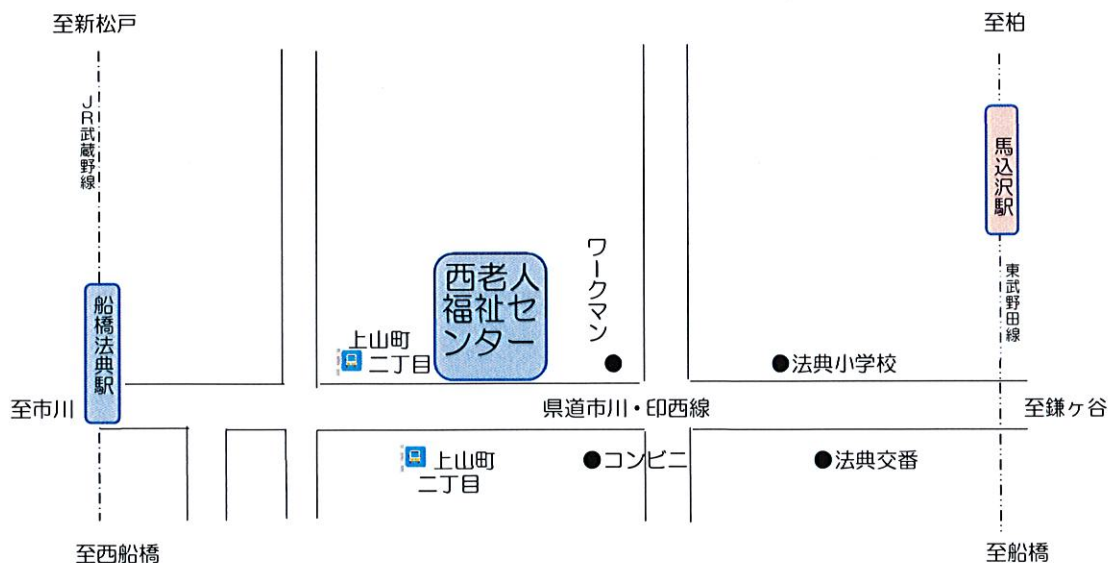 至新松戸
至柏
JR武蔵野線
馬込沢駅
ワークマン
西老人
福祉セ
ンター
東武野田線
船橋法典駅
上山町
二丁目
法典小学校
至市川
県道市川・印西線
至鎌ヶ谷
上山町
二丁目
コンビニ
法典交番
至西船橋
至船橋